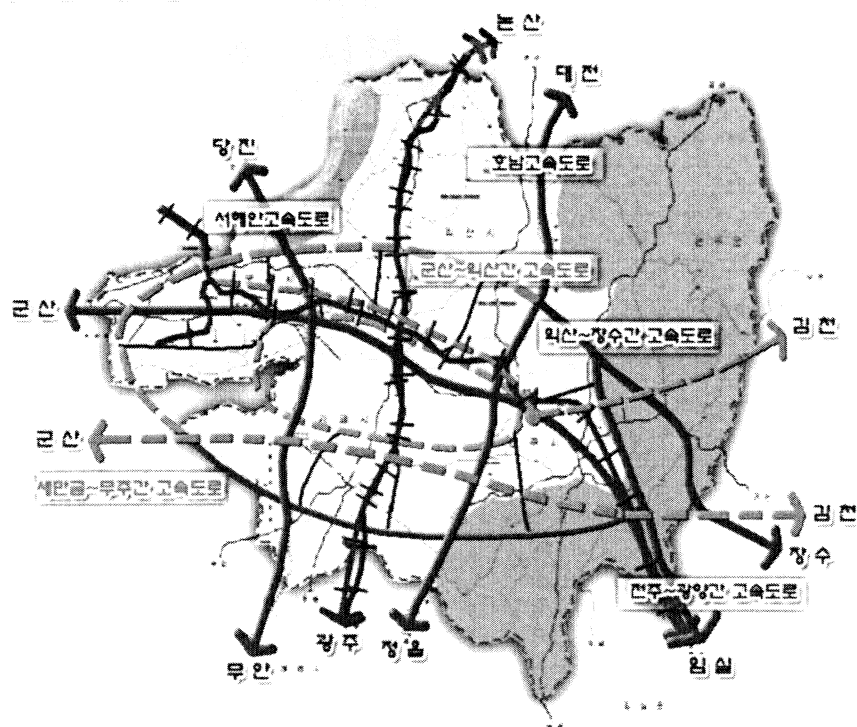 논산
대전
호남고속도로
당진
서해안고속도로
군산~익산간 고속도로
군산
익산~장수간 고속도로
김천
군산
새만금~무주간 고속도로
김천
장수
전주~광양간 고속도로
광주
정읍
무안
임실